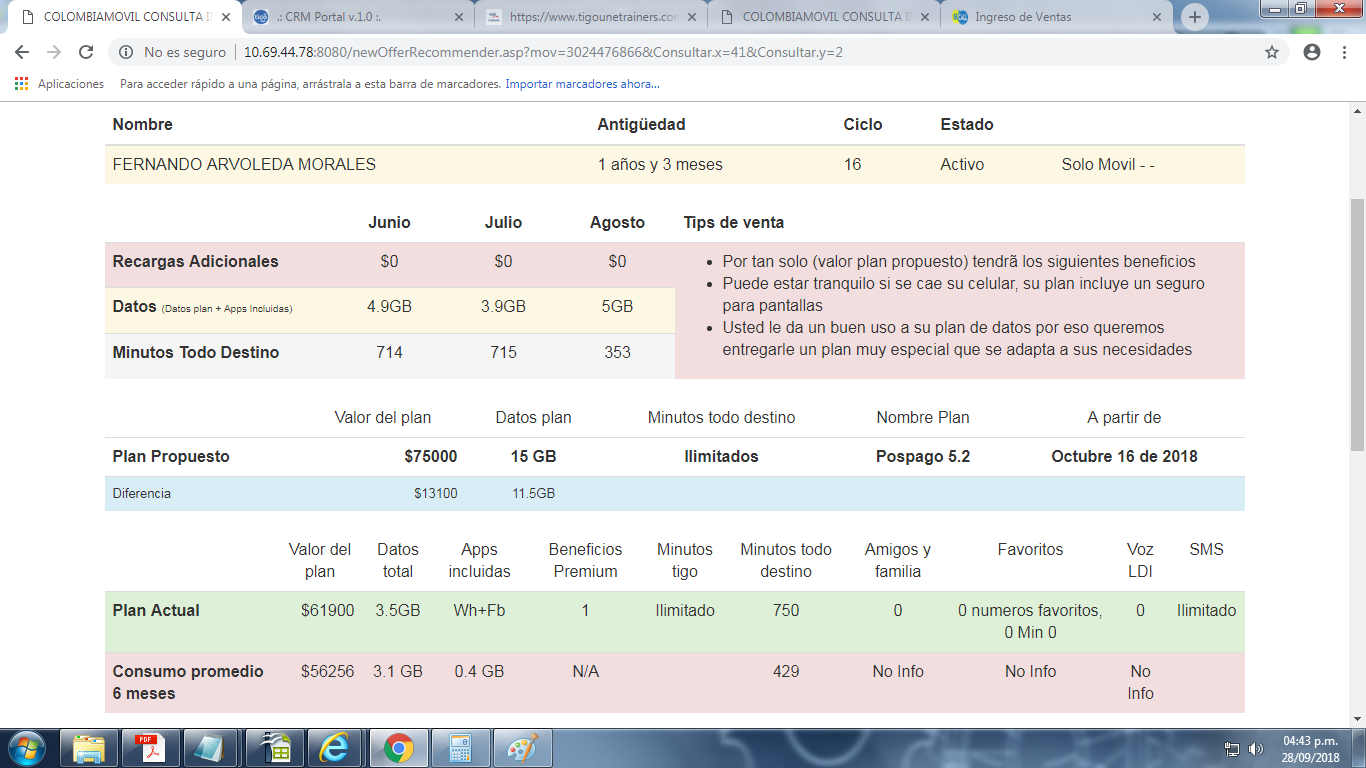 COLOMBIAMOVIL CONSULTA I
.: CRM Portal v.1.0 :.
https://www.tigounetrainers.con
COLOMBIAMOVIL CONSULTA I
Ingreso de Ventas
No es seguro | 10.69.44.78:8080/newOfferRecommender.asp?mov=3024476866&Consultar.x=41&Consultar.y=2
Aplicaciones Para acceder rápido a una página, arrástrala a esta barra de marcadores. Importar marcadores ahora...
Nombre Antigüedad Ciclo Estado
FERNANDO ARVOLEDA MORALES 1 años y 3 meses 16 Activo Solo Movil - -
Junio Julio Agosto Tips de venta
Recargas Adicionales $0 $0 $0
Datos (Datos plan + Apps Incluidas) 4.9GB 3.9GB 5GB
Minutos Todo Destino 714 715 353
Por tan solo (valor plan propuesto) tendrã los siguientes beneficios
Puede estar tranquilo si se cae su celular, su plan incluye un seguro
para pantallas
Usted le da un buen uso a su plan de datos por eso queremos
entregarle un plan muy especial que se adapta a sus necesidades
Valor del plan Datos plan Minutos todo destino Nombre Plan A partir de
Plan Propuesto $75000 15 GB Ilimitados Pospago 5.2 Octubre 16 de 2018
Diferencia $13100 11.5GB
Valor del Datos Apps Beneficios Minutos Minutos todo Amigos y Favoritos Voz SMS
plan total incluidas Premium tigo destino familia LDI
Plan Actual $61900 3.5GB Wh+Fb 1 Ilimitado 750 0 0 numeros favoritos, 0 Ilimitado
0 Min 0
Consumo promedio $56256 3.1 GB 0.4 GB N/A 429 No Info No Info No
6 meses Info
04:43 p.m.
28/09/2018